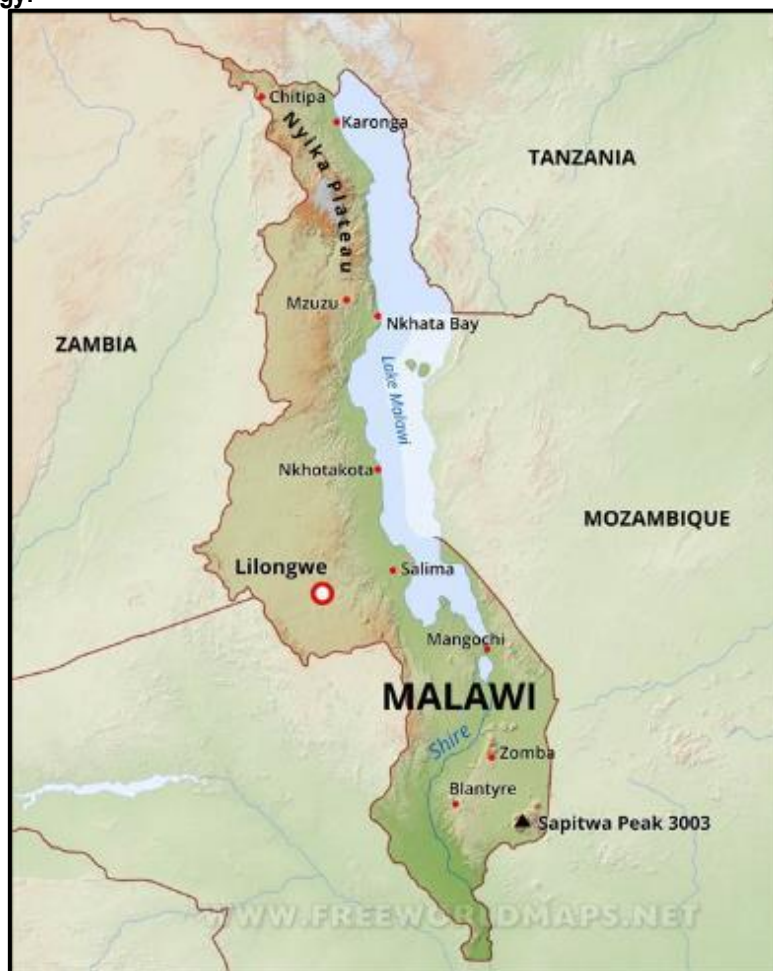 gy.
Chitipa
Karonga
Nyika Plateau
TANZANIA
Mzuzu
Nkhata Bay
ZAMBIA
Lake Malawi
Nkhotakota
MOZAMBIQUE
Lilongwe
Salima
Mangochi
MALAWI
Shire
Zomba
Blantyre
Sapitwa Peak 3003
WWW.FREEWORLDMAPS.NET